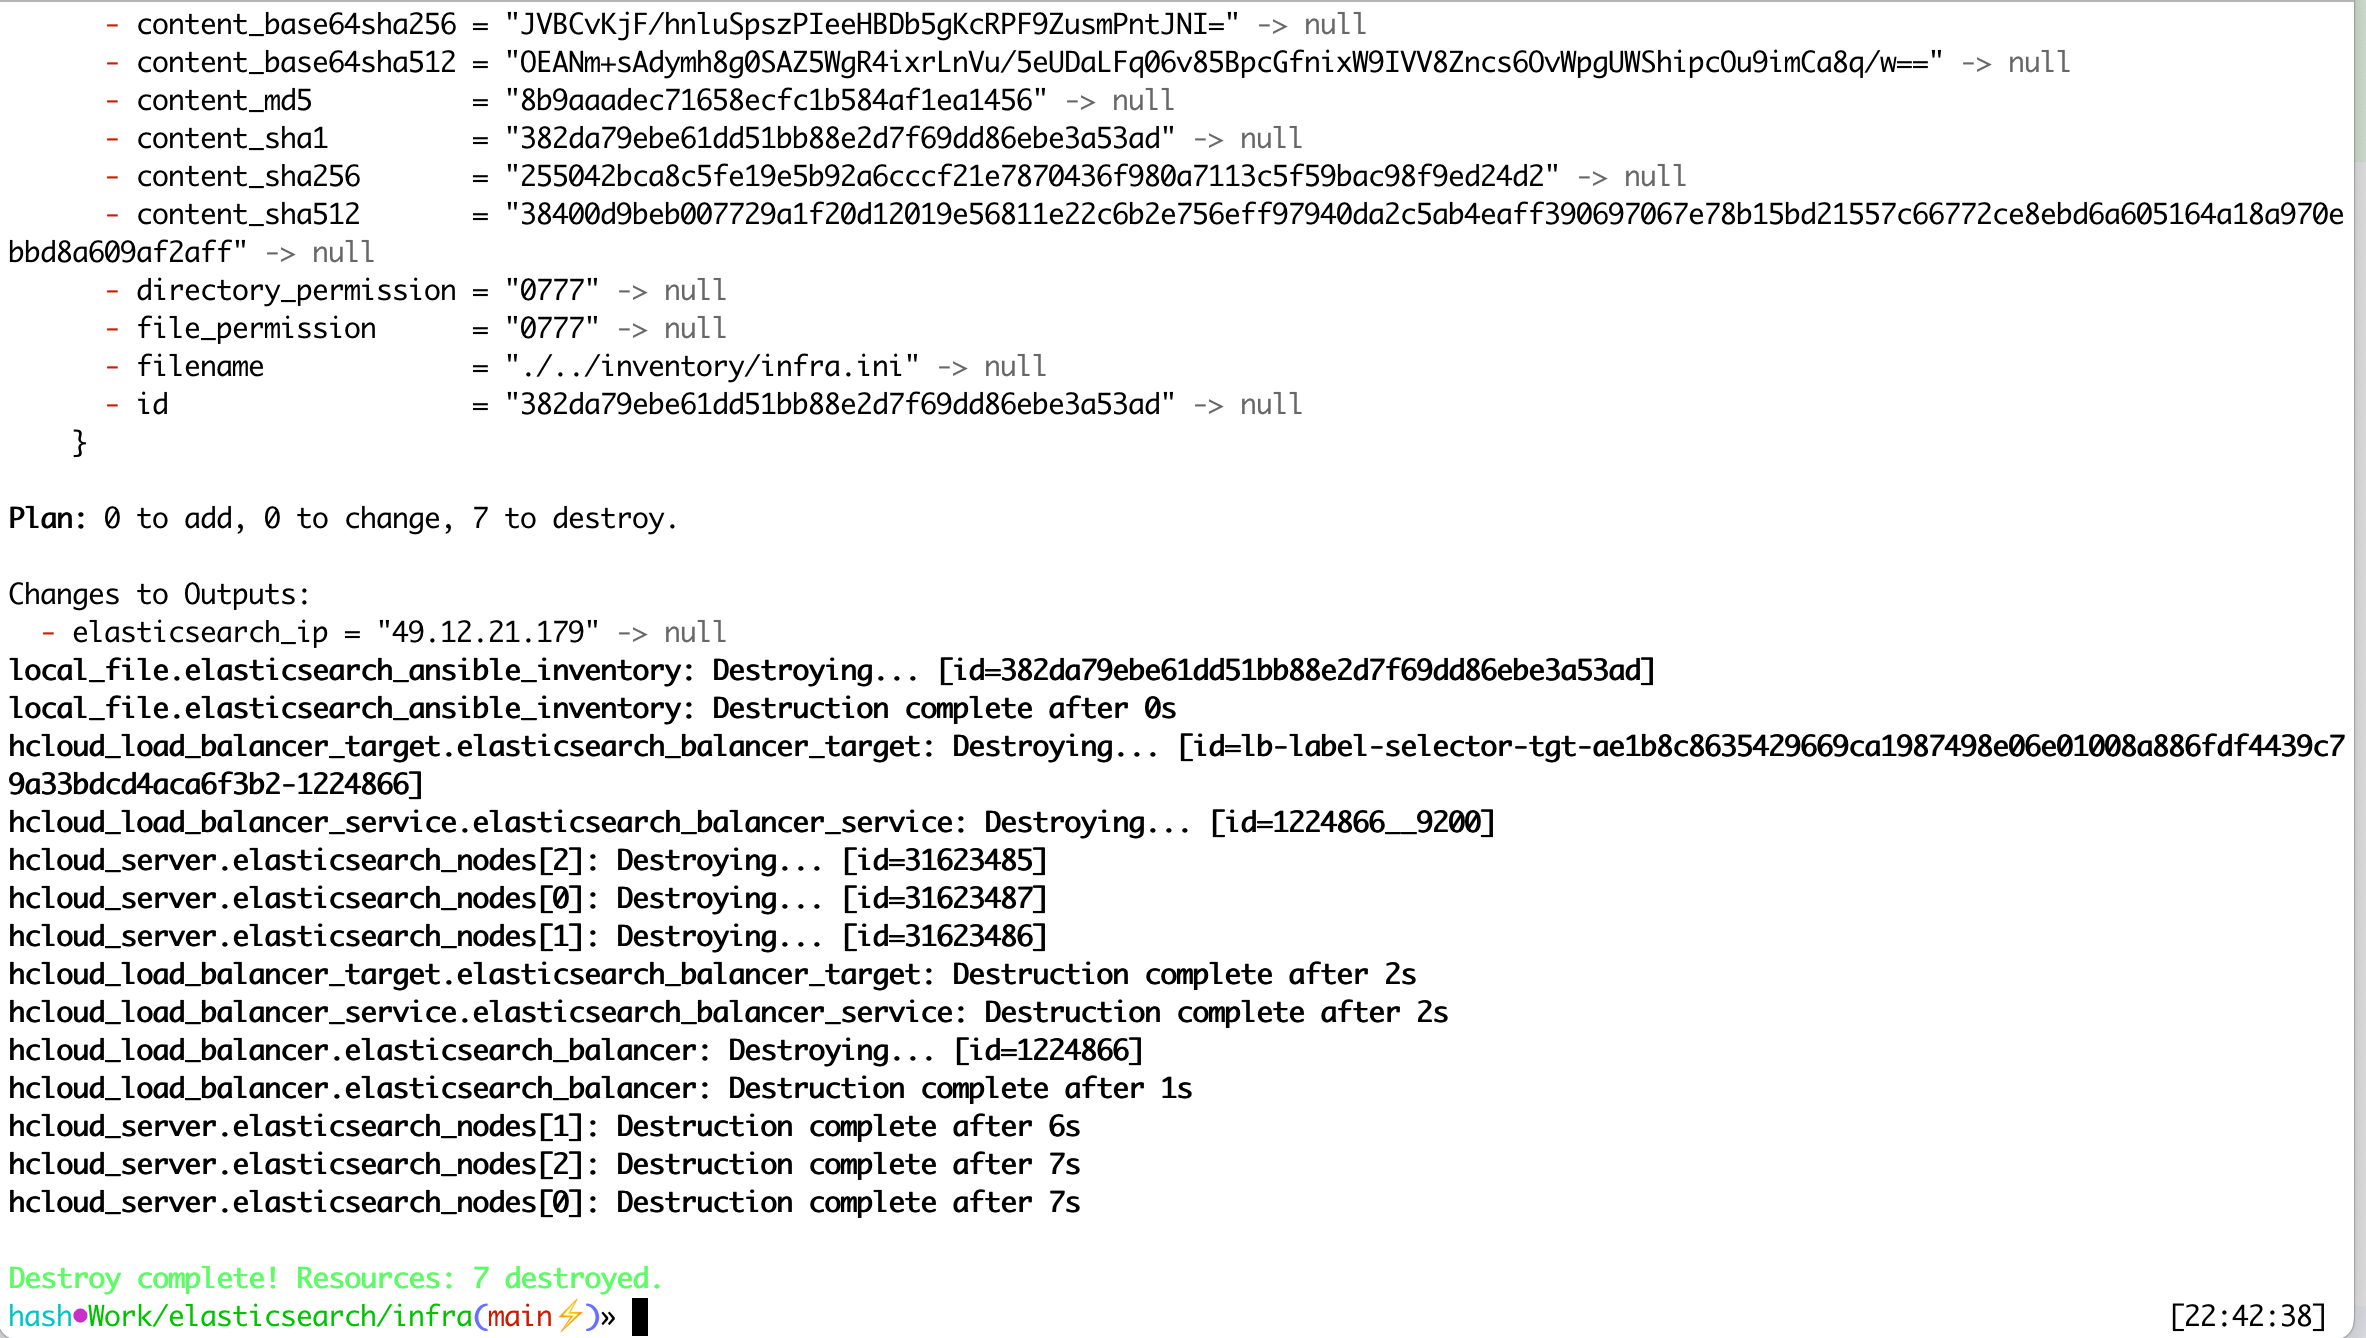 - content_base64sha256 = "JVBCvKjF/hnluSpszPIeeHBDb5gKcRPF9ZusmPntJNI=" -> null
- content_base64sha512 = "OEANm+sAdymh8g0SAZ5WgR4ixrLnVu/5eUDaLFq06v85BpcGfnixW9IVV8Zncs6OvWpgUWShipcOu9imCa8q/w==" -> null
- content_md5 = "8b9aaadec71658ecfc1b584af1ea1456" -> null
- content_sha1 = "382da79ebe61dd51bb88e2d7f69dd86ebe3a53ad" -> null
- content_sha256 = "255042bca8c5fe19e5b92a6cccf21e7870436f980a7113c5f59bac98f9ed24d2" -> null
- content_sha512 = "38400d9beb007729a1f20d12019e56811e22c6b2e756eff97940da2c5ab4eaff390697067e78b15bd21557c66772ce8ebd6a605164a18a970e
bbd8a609af2aff" -> null
- directory_permission = "0777" -> null
- file_permission = "0777" -> null
- filename = "./../inventory/infra.ini" -> null
- id = "382da79ebe61dd51bb88e2d7f69dd86ebe3a53ad" -> null
}
Plan: 0 to add, 0 to change, 7 to destroy.
Changes to Outputs:
- elasticsearch_ip = "49.12.21.179" -> null
local_file.elasticsearch_ansible_inventory: Destroying... [id=382da79ebe61dd51bb88e2d7f69dd86ebe3a53ad]
local_file.elasticsearch_ansible_inventory: Destruction complete after 0s
hcloud_load_balancer_target.elasticsearch_balancer_target: Destroying... [id=lb-label-selector-tgt-ae1b8c8635429669ca1987498e06e01008a886fdf4439c7
9a33bdcd4aca6f3b2-1224866]
hcloud_load_balancer_service.elasticsearch_balancer_service: Destroying... [id=1224866__9200]
hcloud_server.elasticsearch_nodes[2]: Destroying... [id=31623485]
hcloud_server.elasticsearch_nodes[0]: Destroying... [id=31623487]
hcloud_server.elasticsearch_nodes[1]: Destroying... [id=31623486]
hcloud_load_balancer_target.elasticsearch_balancer_target: Destruction complete after 2s
hcloud_load_balancer_service.elasticsearch_balancer_service: Destruction complete after 2s
hcloud_load_balancer.elasticsearch_balancer: Destroying... [id=1224866]
hcloud_load_balancer.elasticsearch_balancer: Destruction complete after 1s
hcloud_server.elasticsearch_nodes[1]: Destruction complete after 6s
hcloud_server.elasticsearch_nodes[2]: Destruction complete after 7s
hcloud_server.elasticsearch_nodes[0]: Destruction complete after 7s
Destroy complete! Resources: 7 destroyed.
hash●Work/elasticsearch/infra(main⚡)» [22:42:38]